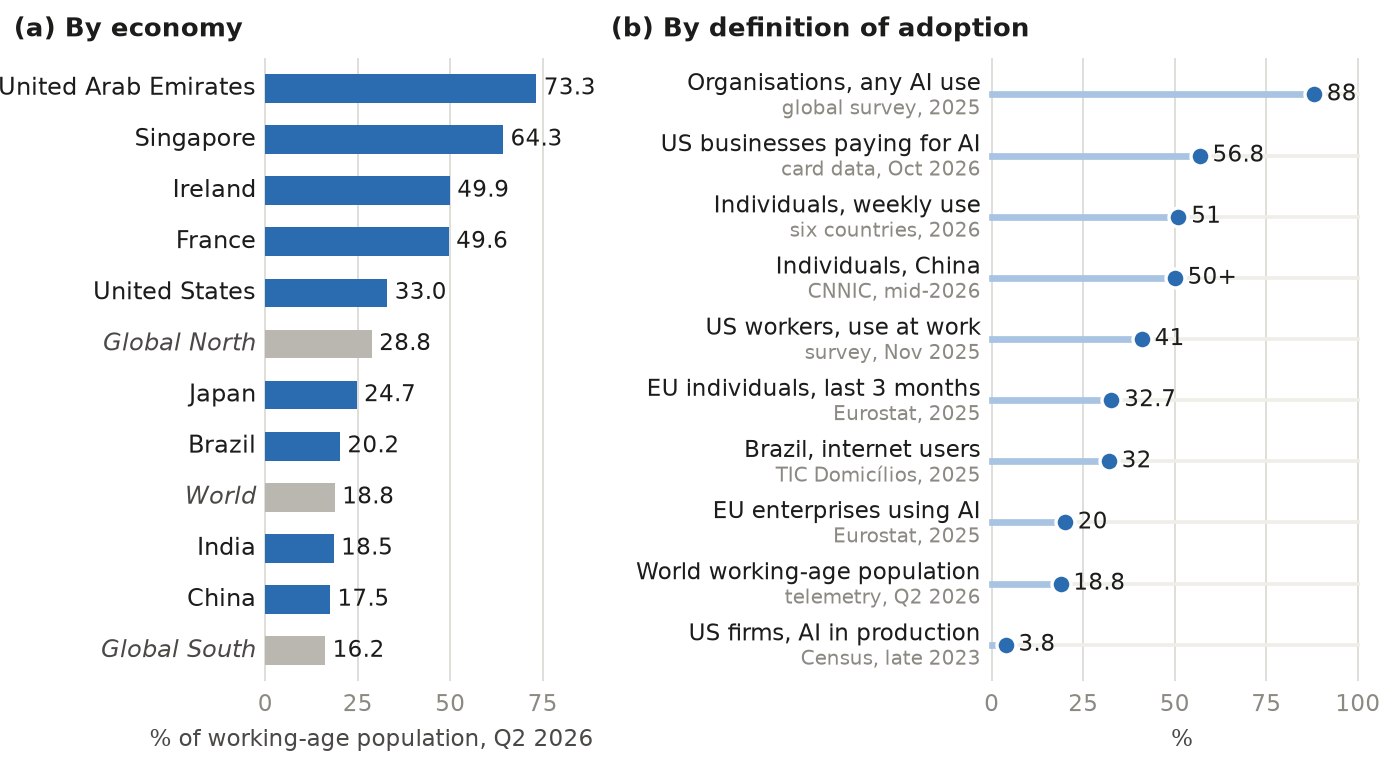 (a) By economy
United Arab Emirates 73.3
Singapore 64.3
Ireland 49.9
France 49.6
United States 33.0
Global North 28.8
Japan 24.7
Brazil 20.2
World 18.8
India 18.5
China 17.5
Global South 16.2
0 25 50 75
% of working-age population, Q2 2026
(b) By definition of adoption
Organisations, any AI use 88
global survey, 2025
US businesses paying for AI 56.8
card data, Oct 2026
Individuals, weekly use 51
six countries, 2026
Individuals, China 50+
CNNIC, mid-2026
US workers, use at work 41
survey, Nov 2025
EU individuals, last 3 months 32.7
Eurostat, 2025
Brazil, internet users 32
TIC Domicílios, 2025
EU enterprises using AI 20
Eurostat, 2025
World working-age population 18.8
telemetry, Q2 2026
US firms, AI in production 3.8
Census, late 2023
0 25 50 75 100
%